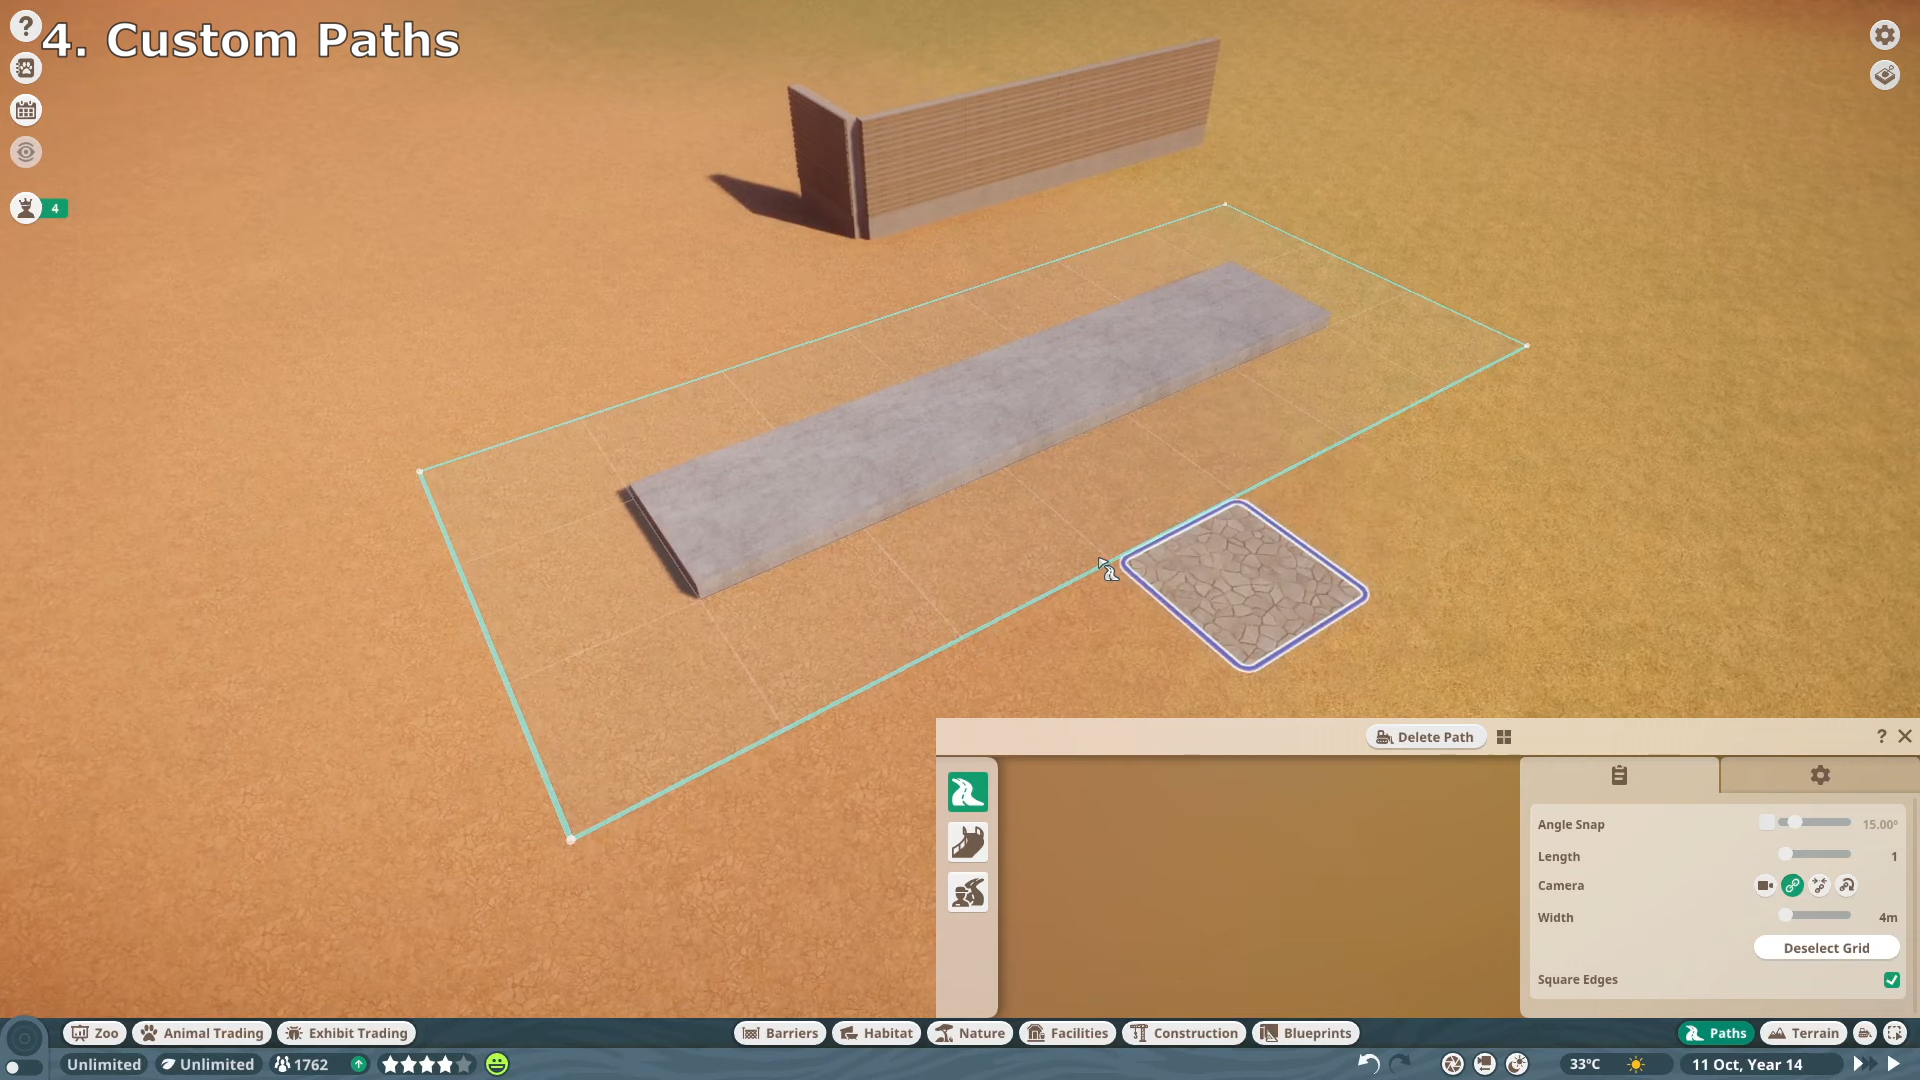 4. Custom Paths
4
Delete Path
?
Angle Snap 15.00°
Length 1
Camera
Width 4m
Deselect Grid
Square Edges
Zoo Animal Trading Exhibit Trading Barriers Habitat Nature Facilities Construction Blueprints Paths Terrain
Unlimited Unlimited 1762 33°C 11 Oct, Year 14